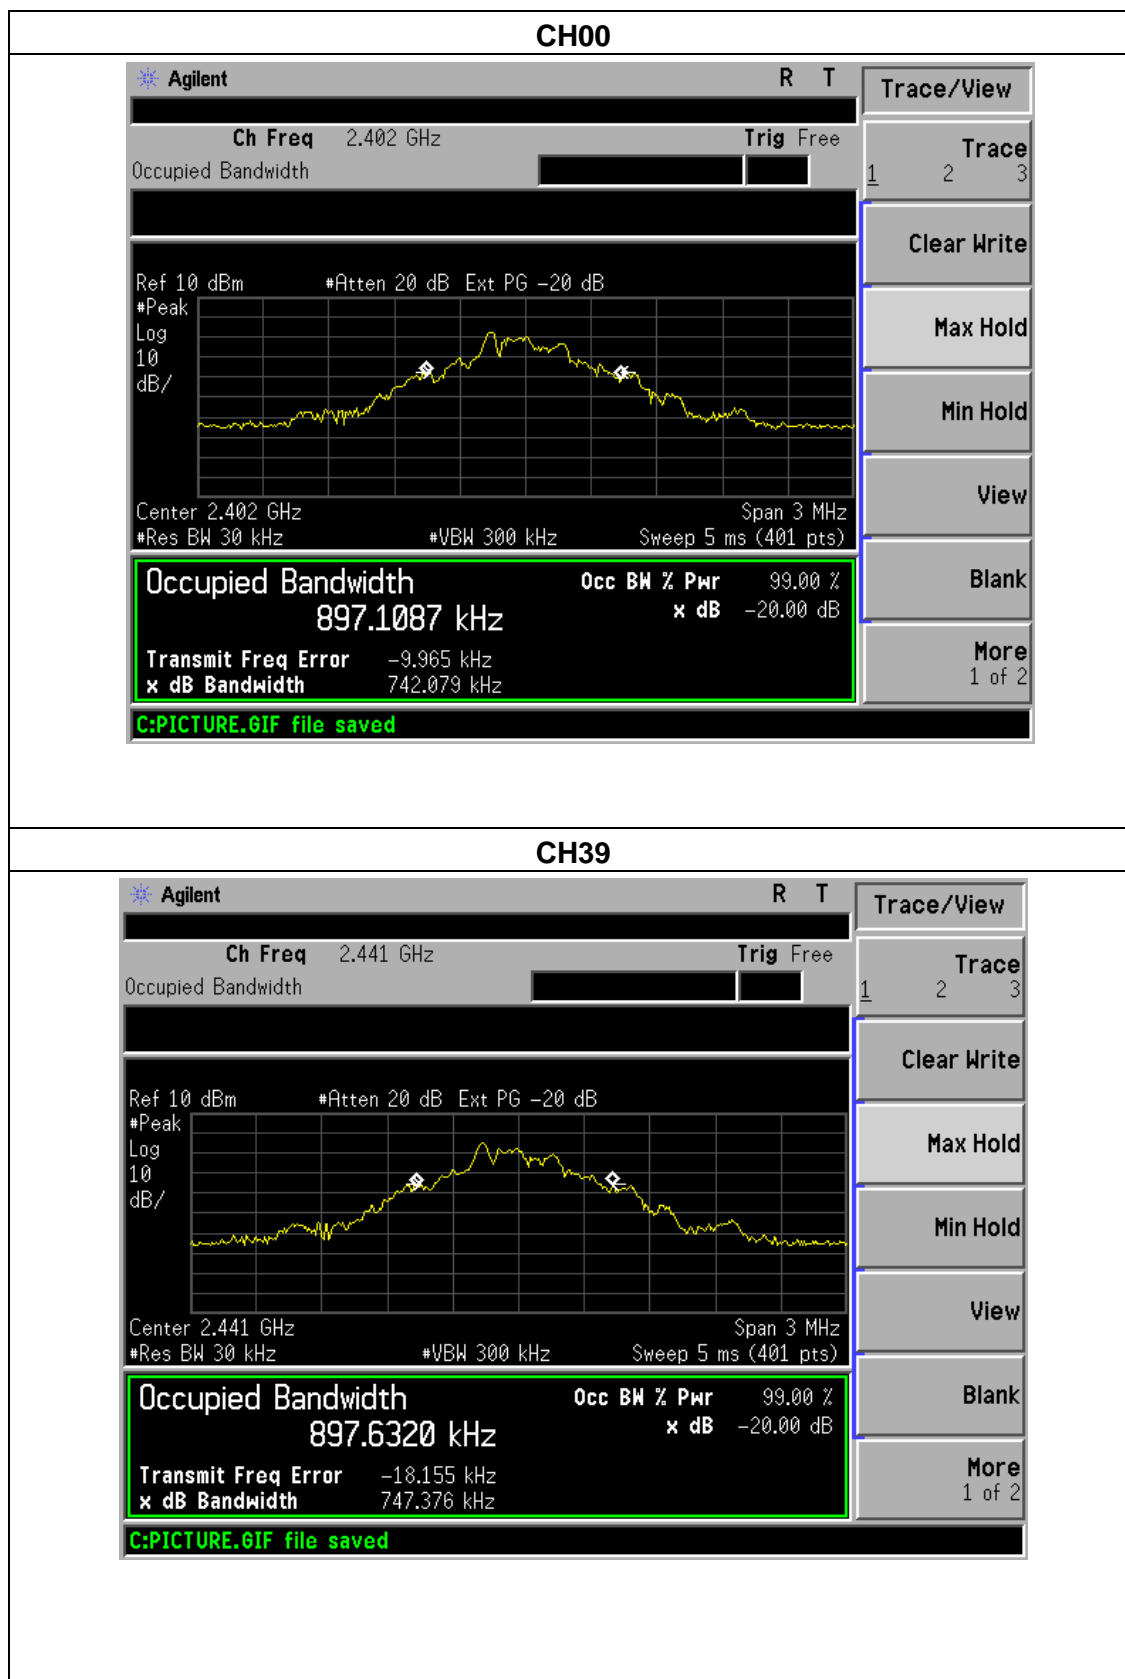 CH00
Agilent R T Trace/View
Ch Freq 2.402 GHz Trig Free
Trace
1 2 3
Occupied Bandwidth
Clear Write
Ref 10 dBm #Atten 20 dB Ext PG -20 dB
#Peak
Log
10
dB/
Max Hold
Min Hold
View
Center 2.402 GHz Span 3 MHz
#Res BW 30 kHz #VBW 300 kHz Sweep 5 ms (401 pts)
Occupied Bandwidth Occ BW % Pwr 99.00 %
897.1087 kHz x dB -20.00 dB
Blank
Transmit Freq Error -9.965 kHz
x dB Bandwidth 742.079 kHz
More
1 of 2
C:PICTURE.GIF file saved
CH39
Agilent R T Trace/View
Ch Freq 2.441 GHz Trig Free
Trace
1 2 3
Occupied Bandwidth
Clear Write
Ref 10 dBm #Atten 20 dB Ext PG -20 dB
#Peak
Log
10
dB/
Max Hold
Min Hold
View
Center 2.441 GHz Span 3 MHz
#Res BW 30 kHz #VBW 300 kHz Sweep 5 ms (401 pts)
Occupied Bandwidth Occ BW % Pwr 99.00 %
897.6320 kHz x dB -20.00 dB
Blank
Transmit Freq Error -18.155 kHz
x dB Bandwidth 747.376 kHz
More
1 of 2
C:PICTURE.GIF file saved